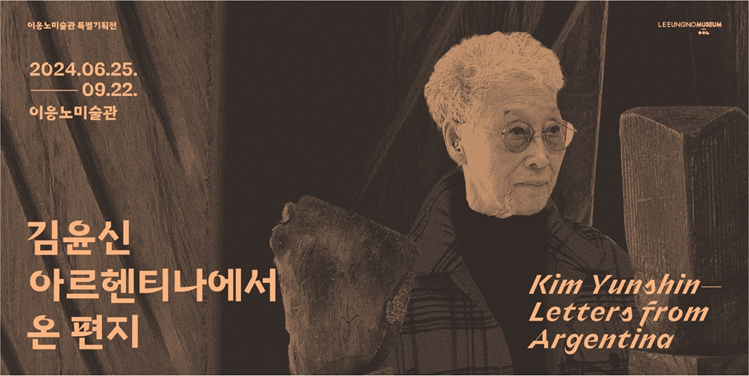 이응노미술관 특별기획전
LEEUNGNOMUSEUM
2024.06.25.
— 09.22.
이응노미술관
김윤신
아르헨티나에서
온 편지
Kim Yunshin—
Letters from
Argentina